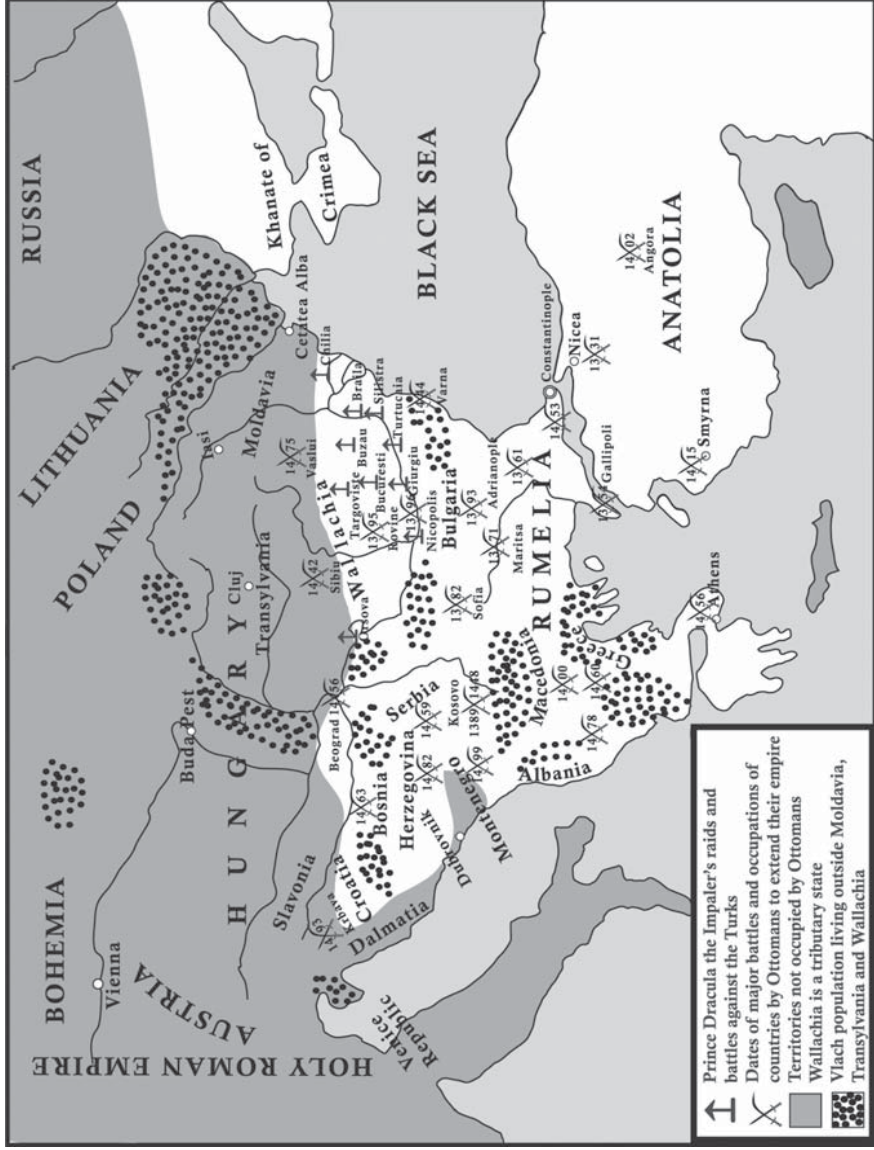 RUSSIA
LITHUANIA
POLAND
BOHEMIA
Vienna
AUSTRIA
HOLY ROMAN EMPIRE
HUNGARY
Buda
Pest
Cluj
Transylvania
Iasi
Moldavia
Cetatea Alba
Khanate of
Crimea
BLACK SEA
Chilia
Braila
Silistra
Buzau
Turtucaia
Targoviste
Bucuresti
Giurgiu
1475
Vaslui
Wallachia
1442
Sibiu
1395
Rovine
1396
Nicopolis
Orsova
1444
Varna
Bulgaria
1393
Adrianople
1361
1371
Maritsa
1382
Sofia
RUMELIA
Constantinople
1453
Nicea
1331
Gallipoli
1354
1402
Angora
ANATOLIA
1415
Smyrna
1456
Athens
Greece
1460
1400
Macedonia
1478
Albania
Beograd
1456
Serbia
1459
Kosovo
1389 1448
1463
Bosnia
Herzegovina
1482
1499
Montenegro
Dubrovnik
Slavonia
Croatia
Krbava
1493
Dalmatia
Venice
Republic
Prince Dracula the Impaler's raids and
battles against the Turks
Dates of major battles and occupations of
countries by Ottomans to extend their empire
Territories not occupied by Ottomans
Wallachia is a tributary state
Vlach population living outside Moldavia,
Transylvania and Wallachia